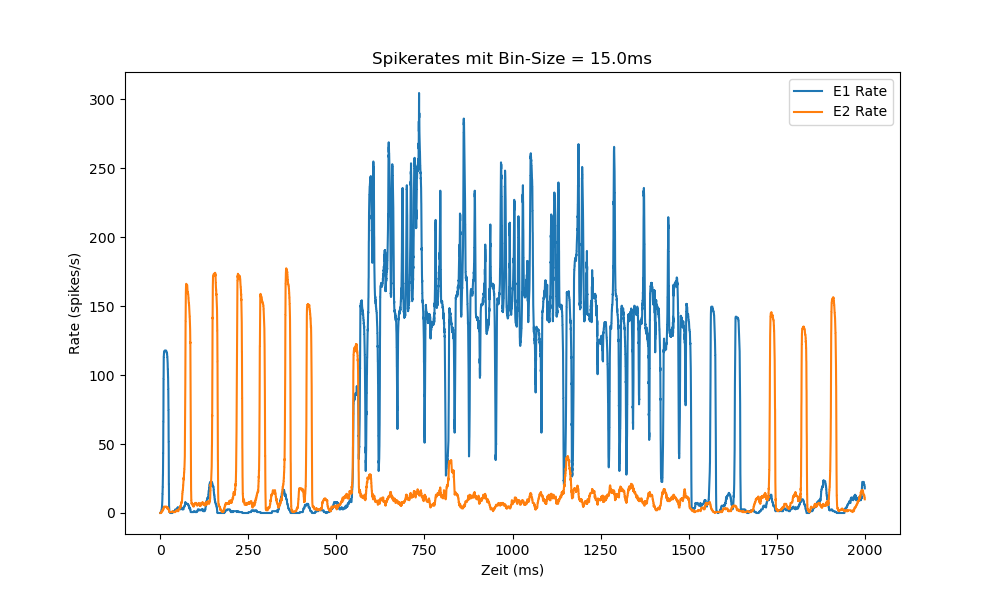 Spikerates mit Bin-Size = 15.0ms
E1 Rate
E2 Rate
Rate (spikes/s)
300
250
200
150
100
50
0
0 250 500 750 1000 1250 1500 1750 2000
Zeit (ms)